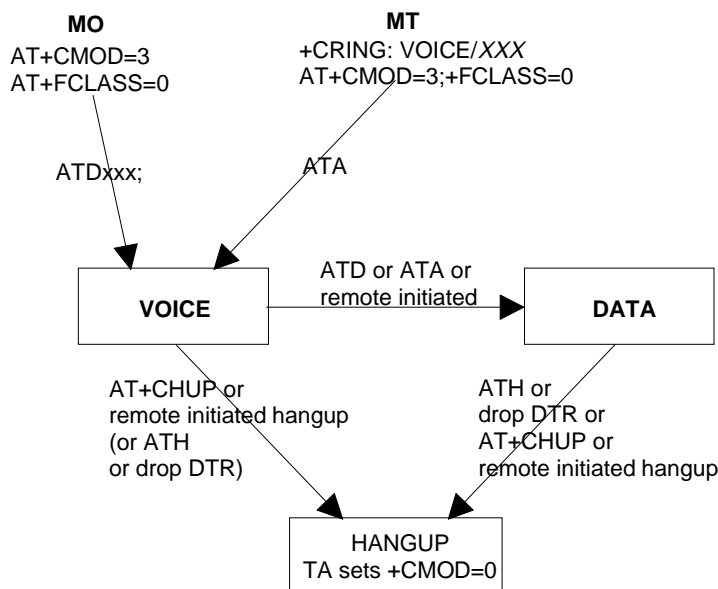 MO
AT+CMOD=3
AT+FCLASS=0
MT
+CRING: VOICE/XXX
AT+CMOD=3;+FCLASS=0
ATDxxx;
ATA
VOICE
ATD or ATA or
remote initiated
DATA
AT+CHUP or
remote initiated hangup
(or ATH
or drop DTR)
ATH or
drop DTR or
AT+CHUP or
remote initiated hangup
HANGUP
TA sets +CMOD=0